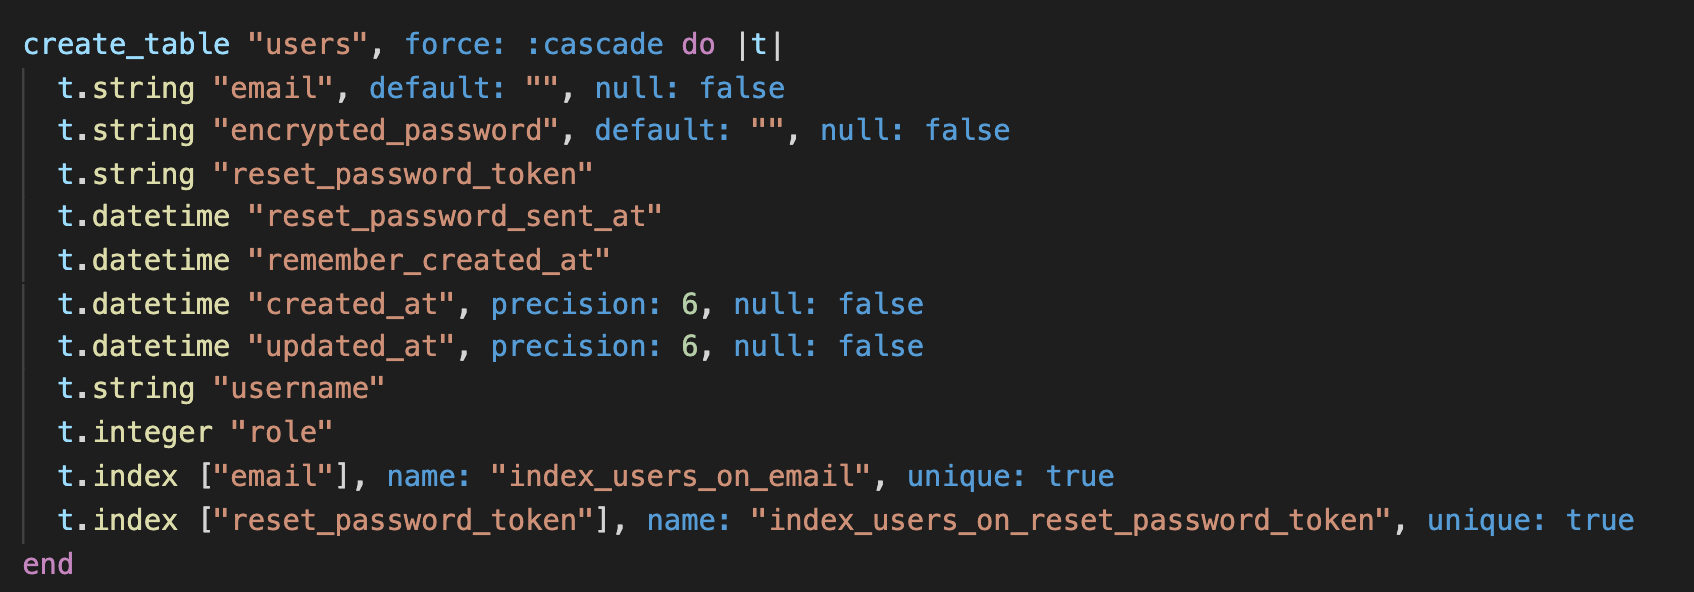 create_table "users", force: :cascade do |t|
  t.string "email", default: "", null: false
  t.string "encrypted_password", default: "", null: false
  t.string "reset_password_token"
  t.datetime "reset_password_sent_at"
  t.datetime "remember_created_at"
  t.datetime "created_at", precision: 6, null: false
  t.datetime "updated_at", precision: 6, null: false
  t.string "username"
  t.integer "role"
  t.index ["email"], name: "index_users_on_email", unique: true
  t.index ["reset_password_token"], name: "index_users_on_reset_password_token", unique: true
end